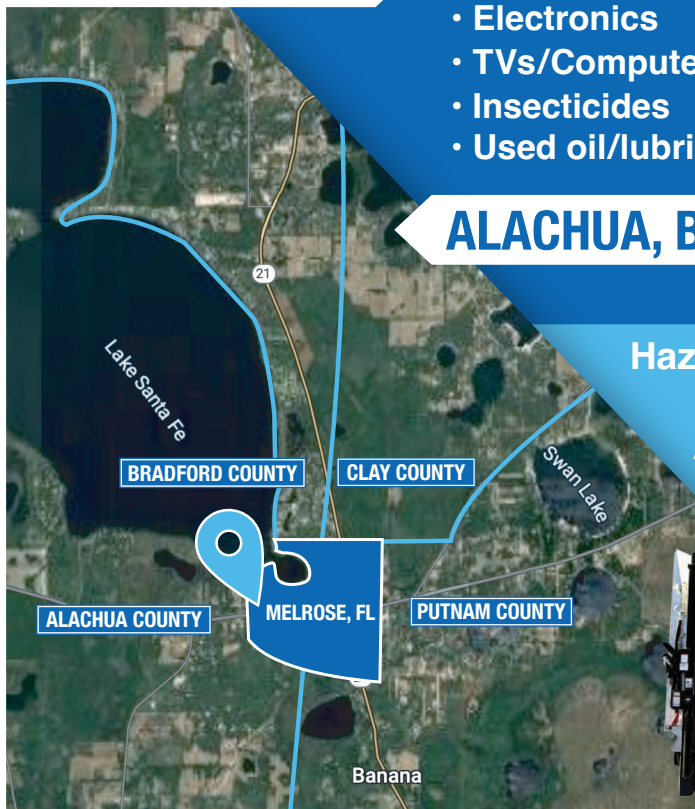 · Electronics
· TVs/Compute
· Insecticides
· Used oil/lubri
ALACHUA, B
Haz
21
Lake Santa Fe
BRADFORD COUNTY
CLAY COUNTY
Swan Lake
ALACHUA COUNTY
MELROSE, FL
PUTNAM COUNTY
Banana